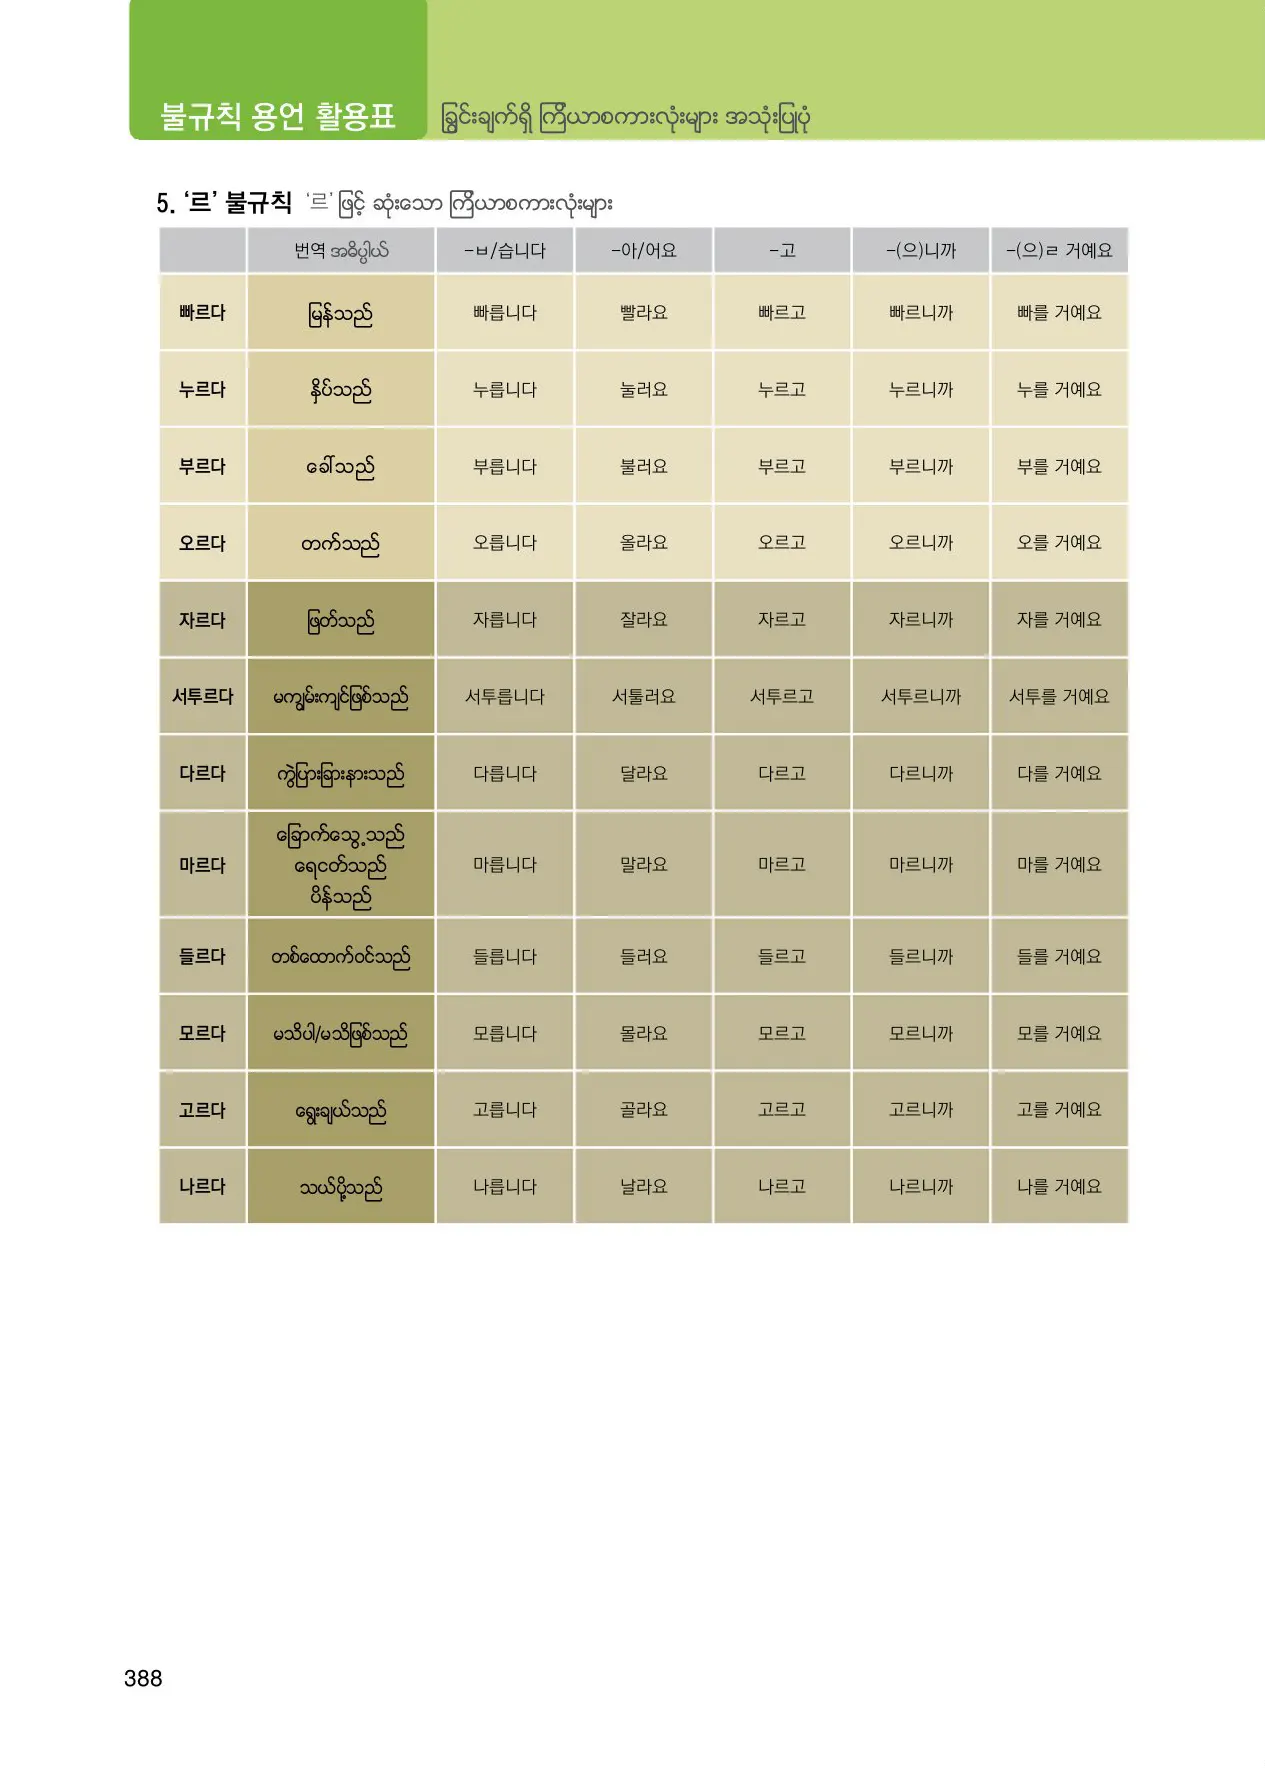 불규칙 용언 활용표 ခြွင်းချက်ရှိ ကြိယာစကားလုံးများ အသုံးပြုပုံ
5. ‘르’ 불규칙 ‘르’ ဖြင့် ဆုံးသော ကြိယာစကားလုံးများ
번역 အဓိပ္ပါယ် -ㅂ/습니다 -아/어요 -고 -(으)니까 -(으)ㄹ 거예요
빠르다 မြန်သည် 빠릅니다 빨라요 빠르고 빠르니까 빠를 거예요
누르다 နှိပ်သည် 누릅니다 눌러요 누르고 누르니까 누를 거예요
부르다 ခေါ်သည် 부릅니다 불러요 부르고 부르니까 부를 거예요
오르다 တက်သည် 오릅니다 올라요 오르고 오르니까 오를 거예요
자르다 ဖြတ်သည် 자릅니다 잘라요 자르고 자르니까 자를 거예요
서투르다 မကျွမ်းကျင်ဖြစ်သည် 서투릅니다 서툴러요 서투르고 서투르니까 서투를 거예요
다르다 ကွဲပြားခြားနားသည် 다릅니다 달라요 다르고 다르니까 다를 거예요
마르다 ခြောက်သွေ့သည်
ရေငတ်သည်
ပိန်သည် 마릅니다 말라요 마르고 마르니까 마를 거예요
들르다 တစ်ထောက်ဝင်သည် 들릅니다 들러요 들르고 들르니까 들를 거예요
모르다 မသိပါ/မသိဖြစ်သည် 모릅니다 몰라요 모르고 모르니까 모를 거예요
고르다 ရွေးချယ်သည် 고릅니다 골라요 고르고 고르니까 고를 거예요
나르다 သယ်ပို့သည် 나릅니다 날라요 나르고 나르니까 나를 거예요
388